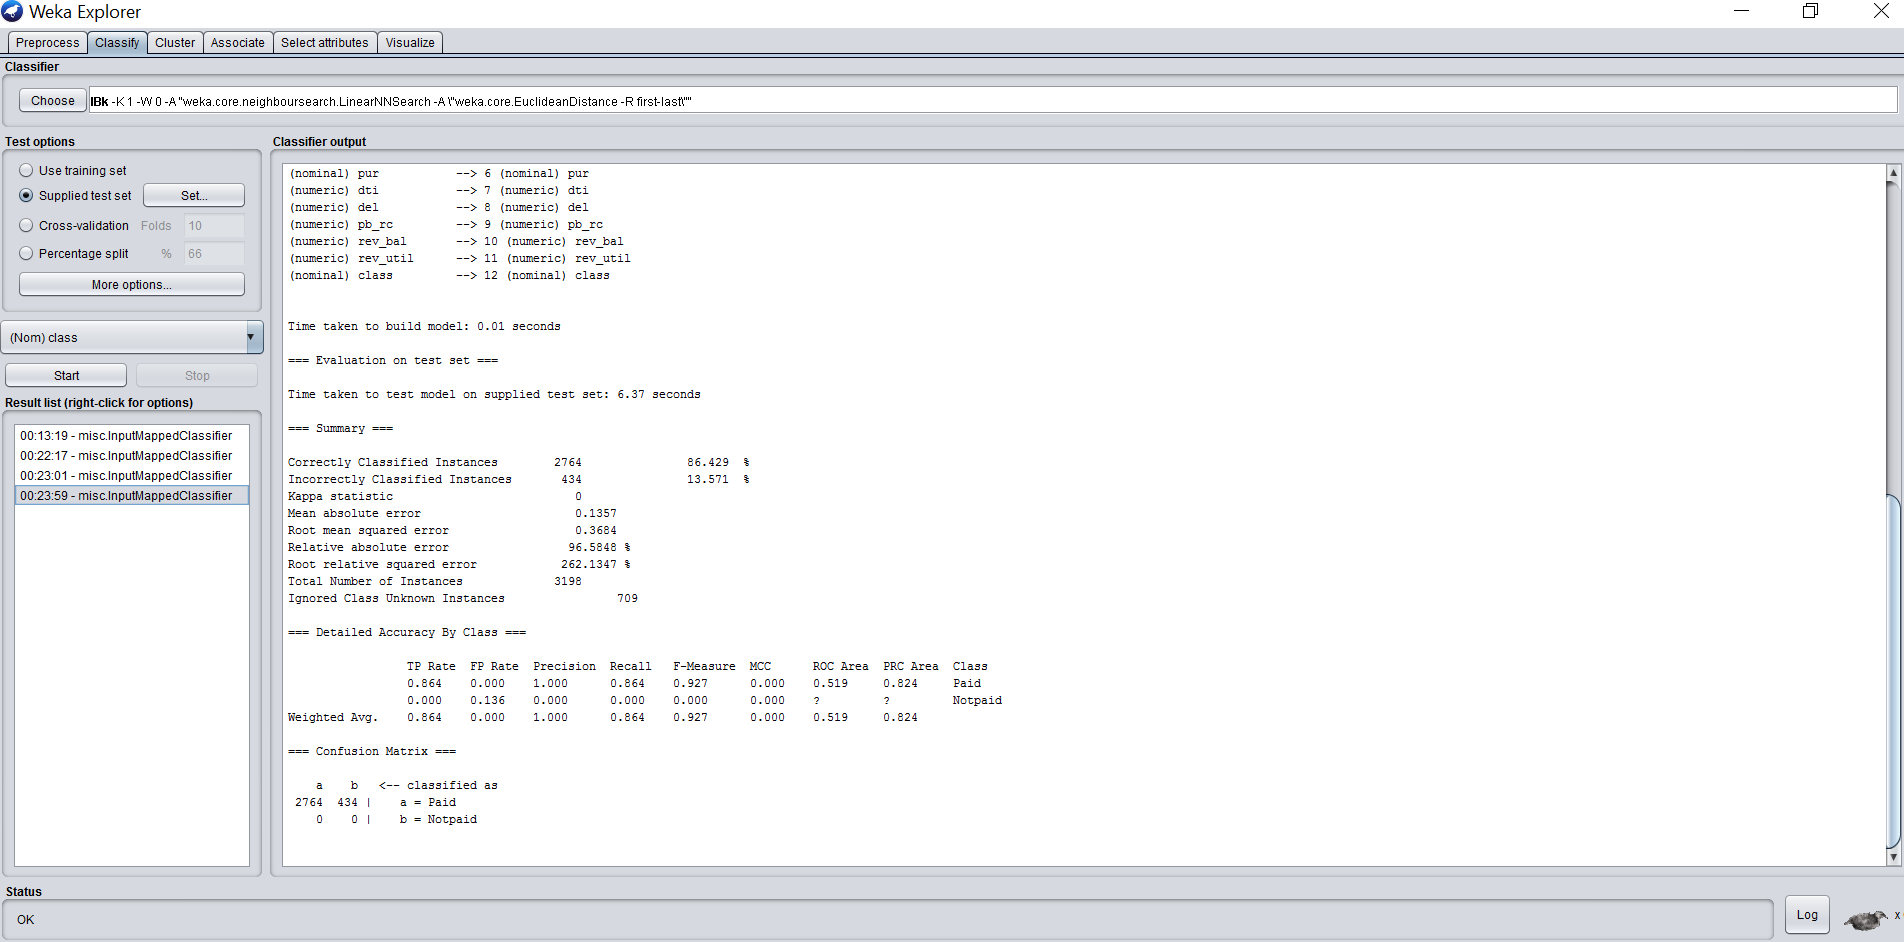 Weka Explorer
Preprocess Classify Cluster Associate Select attributes Visualize
Classifier
Choose IBk -K 1 -W 0 -A "weka.core.neighboursearch.LinearNNSearch -A \"weka.core.EuclideanDistance -R first-last\""
Test options
Use training set
Supplied test set Set...
Cross-validation Folds 10
Percentage split % 66
More options...
(Nom) class
Start Stop
Result list (right-click for options)
00:13:19 - misc.InputMappedClassifier
00:22:17 - misc.InputMappedClassifier
00:23:01 - misc.InputMappedClassifier
00:23:59 - misc.InputMappedClassifier
Classifier output
(nominal) pur --> 6 (nominal) pur
(numeric) dti --> 7 (numeric) dti
(numeric) del --> 8 (numeric) del
(numeric) pb_rc --> 9 (numeric) pb_rc
(numeric) rev_bal --> 10 (numeric) rev_bal
(numeric) rev_util --> 11 (numeric) rev_util
(nominal) class --> 12 (nominal) class
Time taken to build model: 0.01 seconds
=== Evaluation on test set ===
Time taken to test model on supplied test set: 6.37 seconds
=== Summary ===
Correctly Classified Instances 2764 86.429 %
Incorrectly Classified Instances 434 13.571 %
Kappa statistic 0
Mean absolute error 0.1357
Root mean squared error 0.3684
Relative absolute error 96.5848 %
Root relative squared error 262.1347 %
Total Number of Instances 3198
Ignored Class Unknown Instances 709
=== Detailed Accuracy By Class ===
TP Rate FP Rate Precision Recall F-Measure MCC ROC Area PRC Area Class
0.864 0.000 1.000 0.864 0.927 0.000 0.519 0.824 Paid
0.000 0.136 0.000 0.000 0.000 0.000 ? ? Notpaid
Weighted Avg. 0.864 0.000 1.000 0.864 0.927 0.000 0.519 0.824
=== Confusion Matrix ===
a b <-- classified as
2764 434 | a = Paid
0 0 | b = Notpaid
Status
OK
Log
x